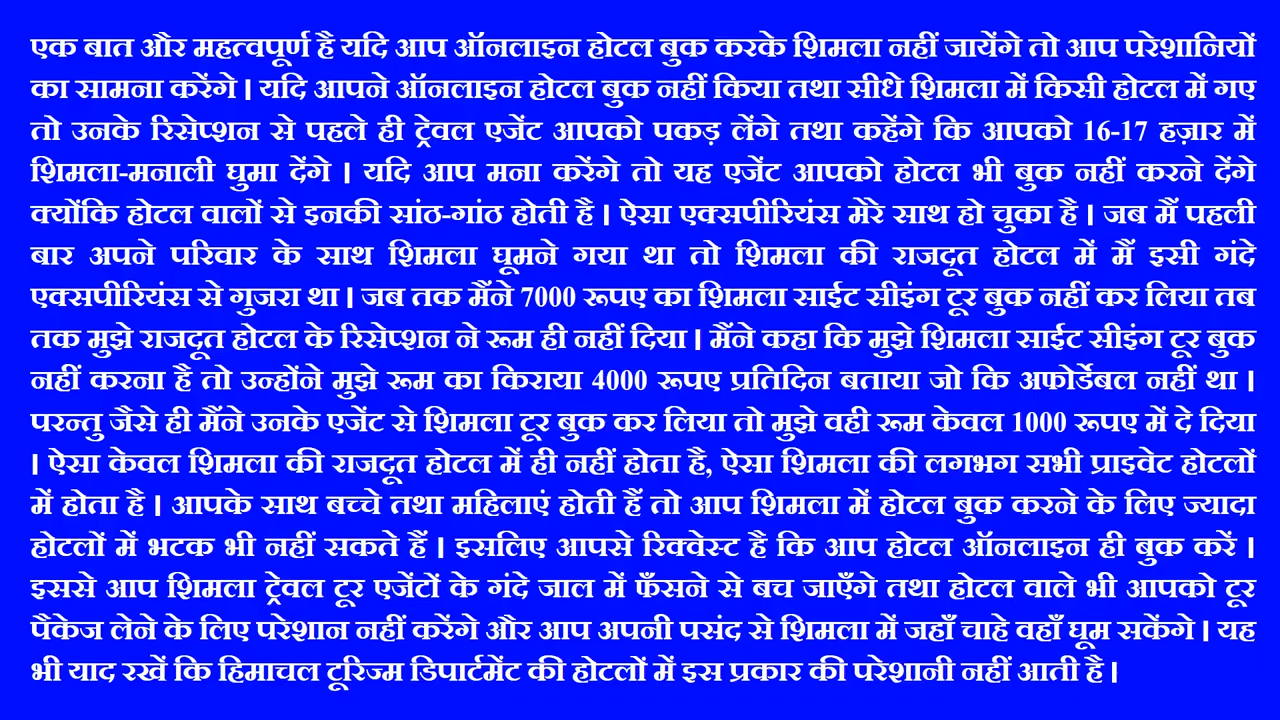 एक बात और महत्वपूर्ण है यदि आप ऑनलाइन होटल बुक करके शिमला नहीं जायेंगे तो आप परेशानियों
का सामना करेंगे । यदि आपने ऑनलाइन होटल बुक नहीं किया तथा सीधे शिमला में किसी होटल में गए
तो उनके रिसेप्शन से पहले ही ट्रेवल एजेंट आपको पकड़ लेंगे तथा कहेंगे कि आपको 16-17 हज़ार में
शिमला-मनाली घुमा देंगे । यदि आप मना करेंगे तो यह एजेंट आपको होटल भी बुक नहीं करने देंगे
क्योंकि होटल वालों से इनकी सांठ-गांठ होती है । ऐसा एक्सपीरियंस मेरे साथ हो चुका है । जब मैं पहली
बार अपने परिवार के साथ शिमला घूमने गया था तो शिमला की राजदूत होटल में मैं इसी गंदे
एक्सपीरियंस से गुजरा था । जब तक मैंने 7000 रूपए का शिमला साईट सीइंग टूर बुक नहीं कर लिया तब
तक मुझे राजदूत होटल के रिसेप्शन ने रूम ही नहीं दिया । मैंने कहा कि मुझे शिमला साईट सीइंग टूर बुक
नहीं करना है तो उन्होंने मुझे रूम का किराया 4000 रूपए प्रतिदिन बताया जो कि अफोर्डेबल नहीं था ।
परन्तु जैसे ही मैंने उनके एजेंट से शिमला टूर बुक कर लिया तो मुझे वही रूम केवल 1000 रूपए में दे दिया
। ऐसा केवल शिमला की राजदूत होटल में ही नहीं होता है, ऐसा शिमला की लगभग सभी प्राइवेट होटलों
में होता है । आपके साथ बच्चे तथा महिलाएं होती हैं तो आप शिमला में होटल बुक करने के लिए ज्यादा
होटलों में भटक भी नहीं सकते हैं । इसलिए आपसे रिक्वेस्ट है कि आप होटल ऑनलाइन ही बुक करें ।
इससे आप शिमला ट्रेवल टूर एजेंटों के गंदे जाल में फँसने से बच जाएँगे तथा होटल वाले भी आपको टूर
पैकेज लेने के लिए परेशान नहीं करेंगे और आप अपनी पसंद से शिमला में जहाँ चाहे वहाँ घूम सकेंगे । यह
भी याद रखें कि हिमाचल टूरिज्म डिपार्टमेंट की होटलों में इस प्रकार की परेशानी नहीं आती है ।